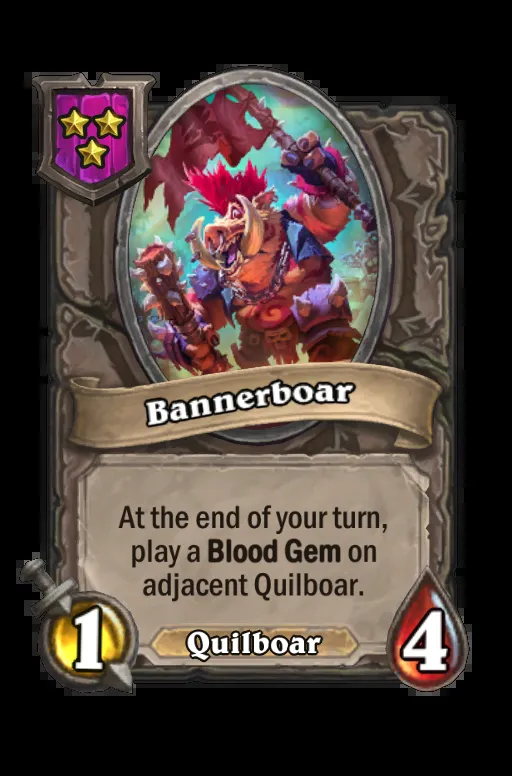 Bannerboar
At the end of your turn,
play a Blood Gem on
adjacent Quilboar.
1
Quilboar
4